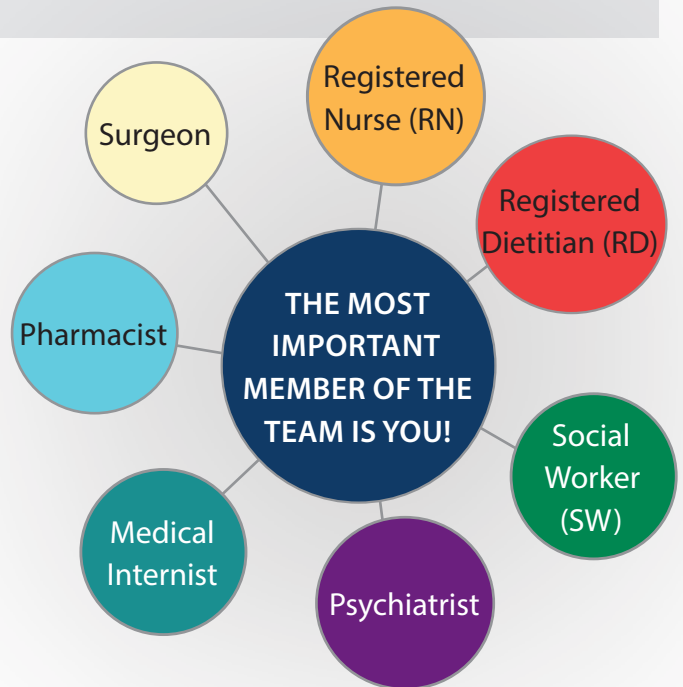 Registered
Nurse (RN)
Surgeon
Registered
Dietitian (RD)
THE MOST
IMPORTANT
MEMBER OF THE
TEAM IS YOU!
Pharmacist
Social
Worker
(SW)
Medical
Internist
Psychiatrist